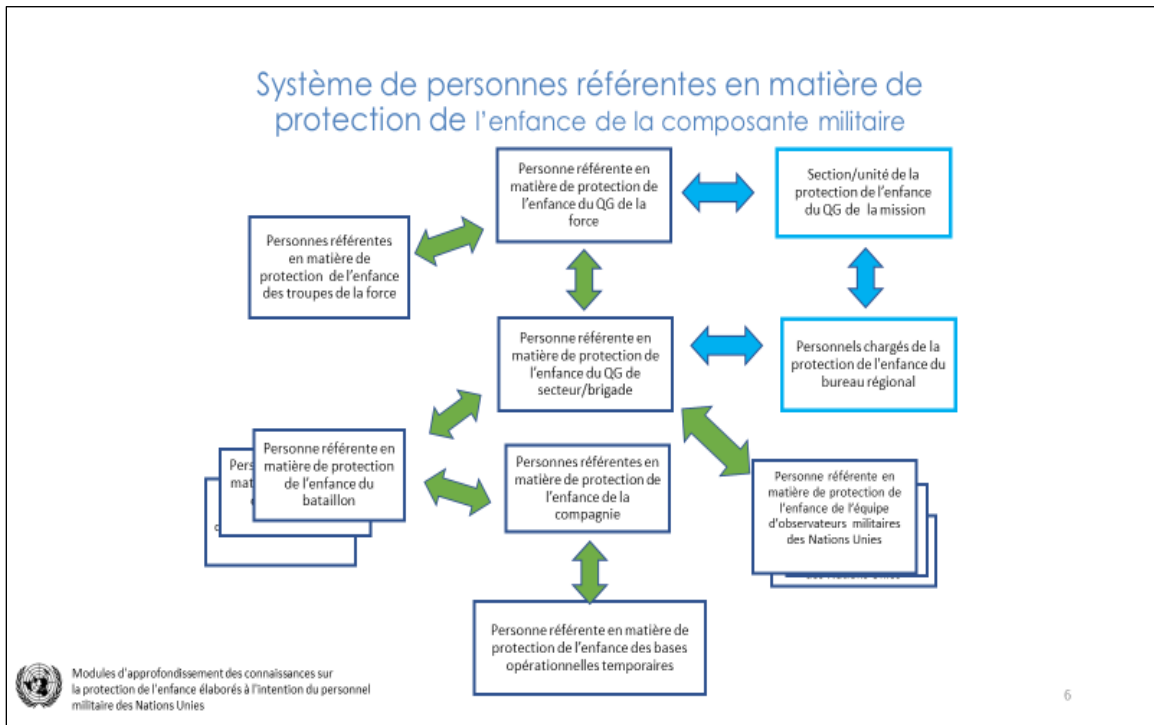 Système de personnes référentes en matière de
protection de l'enfance de la composante militaire
Personne référente en
matière de protection de
l'enfance du QG de la
force
Section/unité de la
protection de l'enfance
du QG de la mission
Personnes référentes
en matière de
protection de l'enfance
des troupes de la force
Personne référente en
matière de protection de
l'enfance du QG de
secteur/brigade
Personnels chargés de la
protection de l'enfance du
bureau régional
Personne référente en
matière de protection
de l'enfance du
bataillon
Personnes référentes en
matière de protection de
l'enfance de la
compagnie
Personne référente en
matière de protection de
l'enfance de l'équipe
d'observateurs militaires
des Nations Unies
Personne référente en matière de
protection de l'enfance des bases
opérationnelles temporaires
Modules d'approfondissement des connaissances sur
la protection de l'enfance élaborés à l'intention du personnel
militaire des Nations Unies
6